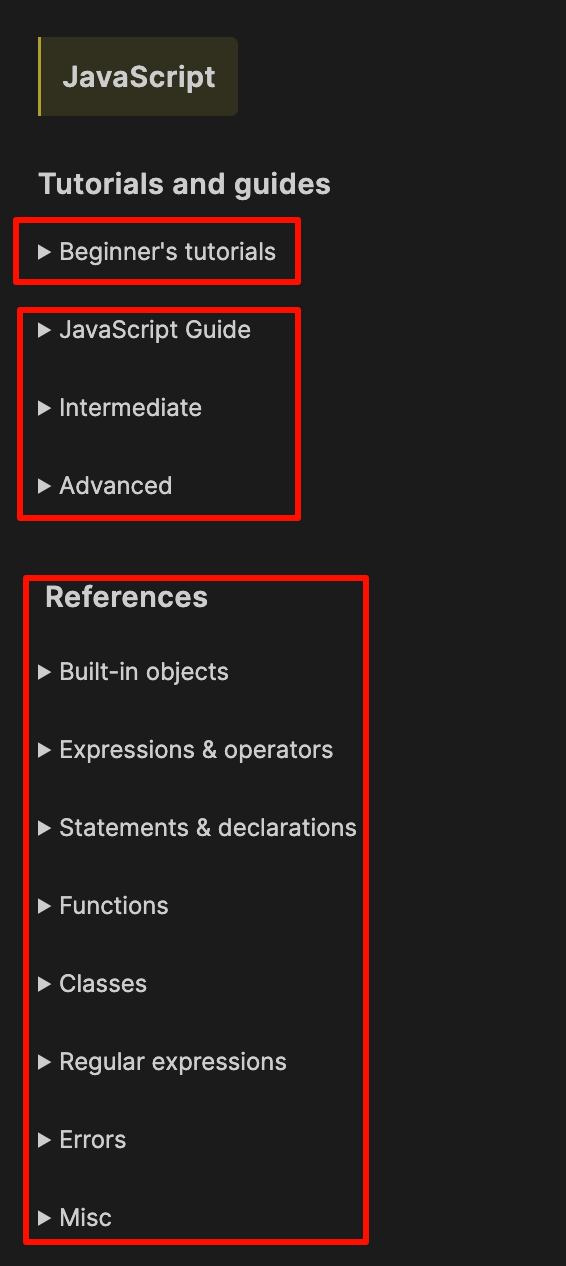 JavaScript
Tutorials and guides
Beginner's tutorials
JavaScript Guide
Intermediate
Advanced
References
Built-in objects
Expressions & operators
Statements & declarations
Functions
Classes
Regular expressions
Errors
Misc